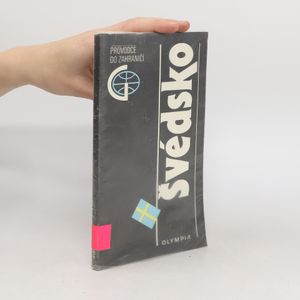 PRŮVODCE
DO ZAHRANIČÍ
Švédsko
OLYMPIA